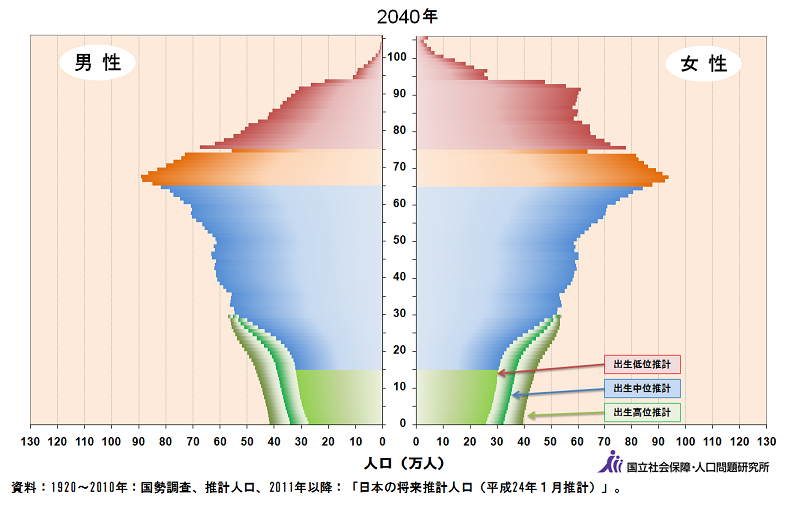 2040年
男 性
女 性
100
90
80
70
60
50
40
30
20
10
0
出生低位推計
出生中位推計
出生高位推計
130 120 110 100 90 80 70 60 50 40 30 20 10 0
0 10 20 30 40 50 60 70 80 90 100 110 120 130
人口（万人）
国立社会保障・人口問題研究所
資料：1920～2010年：国勢調査、推計人口、2011年以降：「日本の将来推計人口（平成24年１月推計）」。